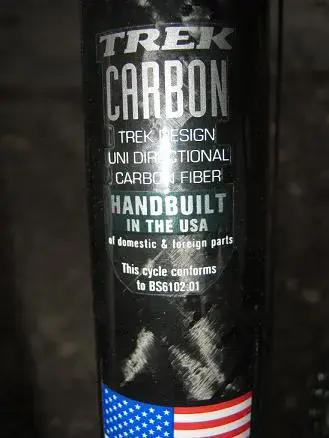 TREK
CARBON
TREK DESIGN
UNI DIRECTIONAL
CARBON FIBER
HANDBUILT
IN THE USA
of domestic & foreign parts
This cycle conforms
to BS6102:01